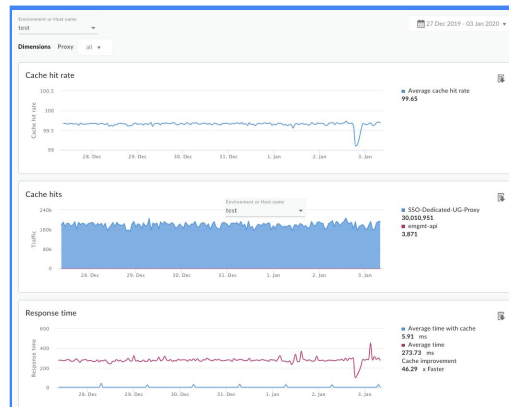 Environment or Host name
test
27 Dec 2019 - 03 Jan 2020
Dimensions Proxy all
Cache hit rate
Cache hit rate
100.5
100
99.5
99
28. Dec 29. Dec 30. Dec 31. Dec 1. Jan 2. Jan 3. Jan
Average cache hit rate
99.65
Cache hits
Environment or Host name
test
Traffic
240k
160k
80k
0
28. Dec 29. Dec 30. Dec 31. Dec 1. Jan 2. Jan 3. Jan
SSO-Dedicated-UG-Proxy
30,010,951
emgmt-api
3,871
Response time
Response time
600
400
200
0
28. Dec 29. Dec 30. Dec 31. Dec 1. Jan 2. Jan 3. Jan
Average time with cache
5.91 ms
Average time
273.73 ms
Cache improvement
46.29 x Faster